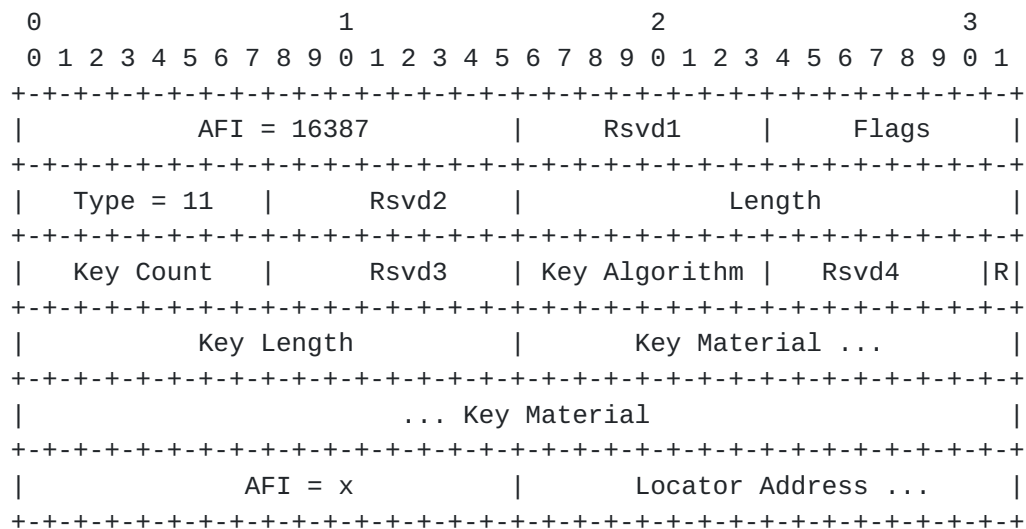 0                   1                   2                   3
 0 1 2 3 4 5 6 7 8 9 0 1 2 3 4 5 6 7 8 9 0 1 2 3 4 5 6 7 8 9 0 1
+-+-+-+-+-+-+-+-+-+-+-+-+-+-+-+-+-+-+-+-+-+-+-+-+-+-+-+-+-+-+-+-+
|           AFI = 16387         |     Rsvd1     |     Flags     |
+-+-+-+-+-+-+-+-+-+-+-+-+-+-+-+-+-+-+-+-+-+-+-+-+-+-+-+-+-+-+-+-+
|   Type = 11   |      Rsvd2    |             Length            |
+-+-+-+-+-+-+-+-+-+-+-+-+-+-+-+-+-+-+-+-+-+-+-+-+-+-+-+-+-+-+-+-+
|   Key Count   |      Rsvd3    | Key Algorithm |   Rsvd4     |R|
+-+-+-+-+-+-+-+-+-+-+-+-+-+-+-+-+-+-+-+-+-+-+-+-+-+-+-+-+-+-+-+-+
|           Key Length          |       Key Material ...        |
+-+-+-+-+-+-+-+-+-+-+-+-+-+-+-+-+-+-+-+-+-+-+-+-+-+-+-+-+-+-+-+-+
|                        ... Key Material                       |
+-+-+-+-+-+-+-+-+-+-+-+-+-+-+-+-+-+-+-+-+-+-+-+-+-+-+-+-+-+-+-+-+
|              AFI = x          |       Locator Address ...     |
+-+-+-+-+-+-+-+-+-+-+-+-+-+-+-+-+-+-+-+-+-+-+-+-+-+-+-+-+-+-+-+-+